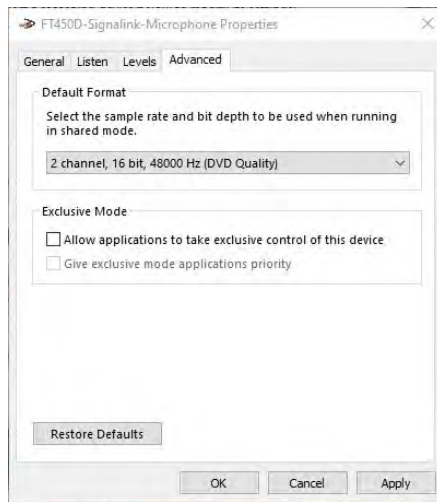 FT450D-Signalink-Microphone Properties
General Listen Levels Advanced
Default Format
Select the sample rate and bit depth to be used when running
in shared mode.
2 channel, 16 bit, 48000 Hz (DVD Quality)
Exclusive Mode
Allow applications to take exclusive control of this device
Give exclusive mode applications priority
Restore Defaults
OK Cancel Apply